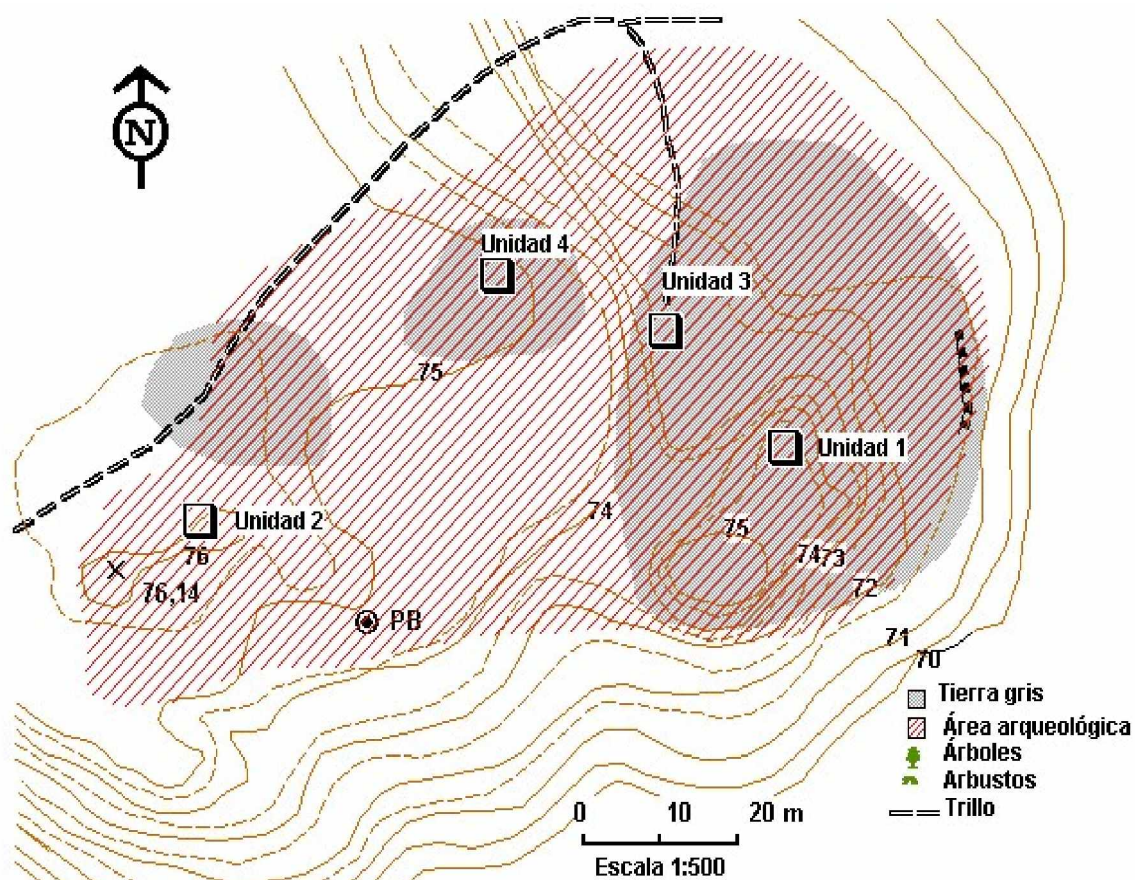 N
Unidad 4
Unidad 3
75
Unidad 1
74
Unidad 2
75
76
74 73
76,14
72
PB
71
70
Tierra gris
Área arqueológica
Árboles
Arbustos
Trillo
0 10 20 m
Escala 1:500